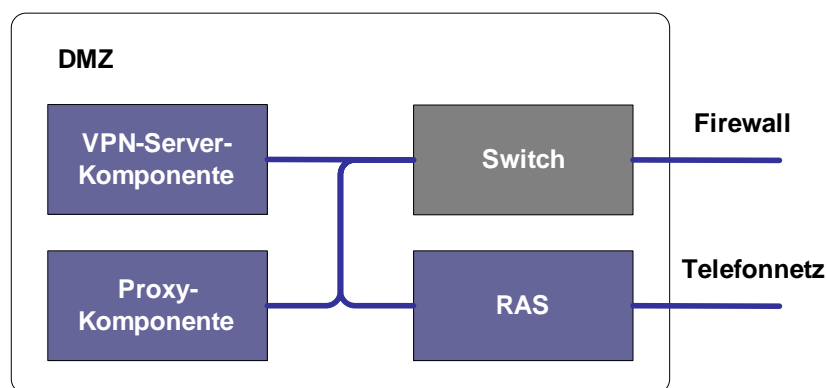 DMZ
VPN-Server-
Komponente
Switch
Firewall
Proxy-
Komponente
RAS
Telefonnetz